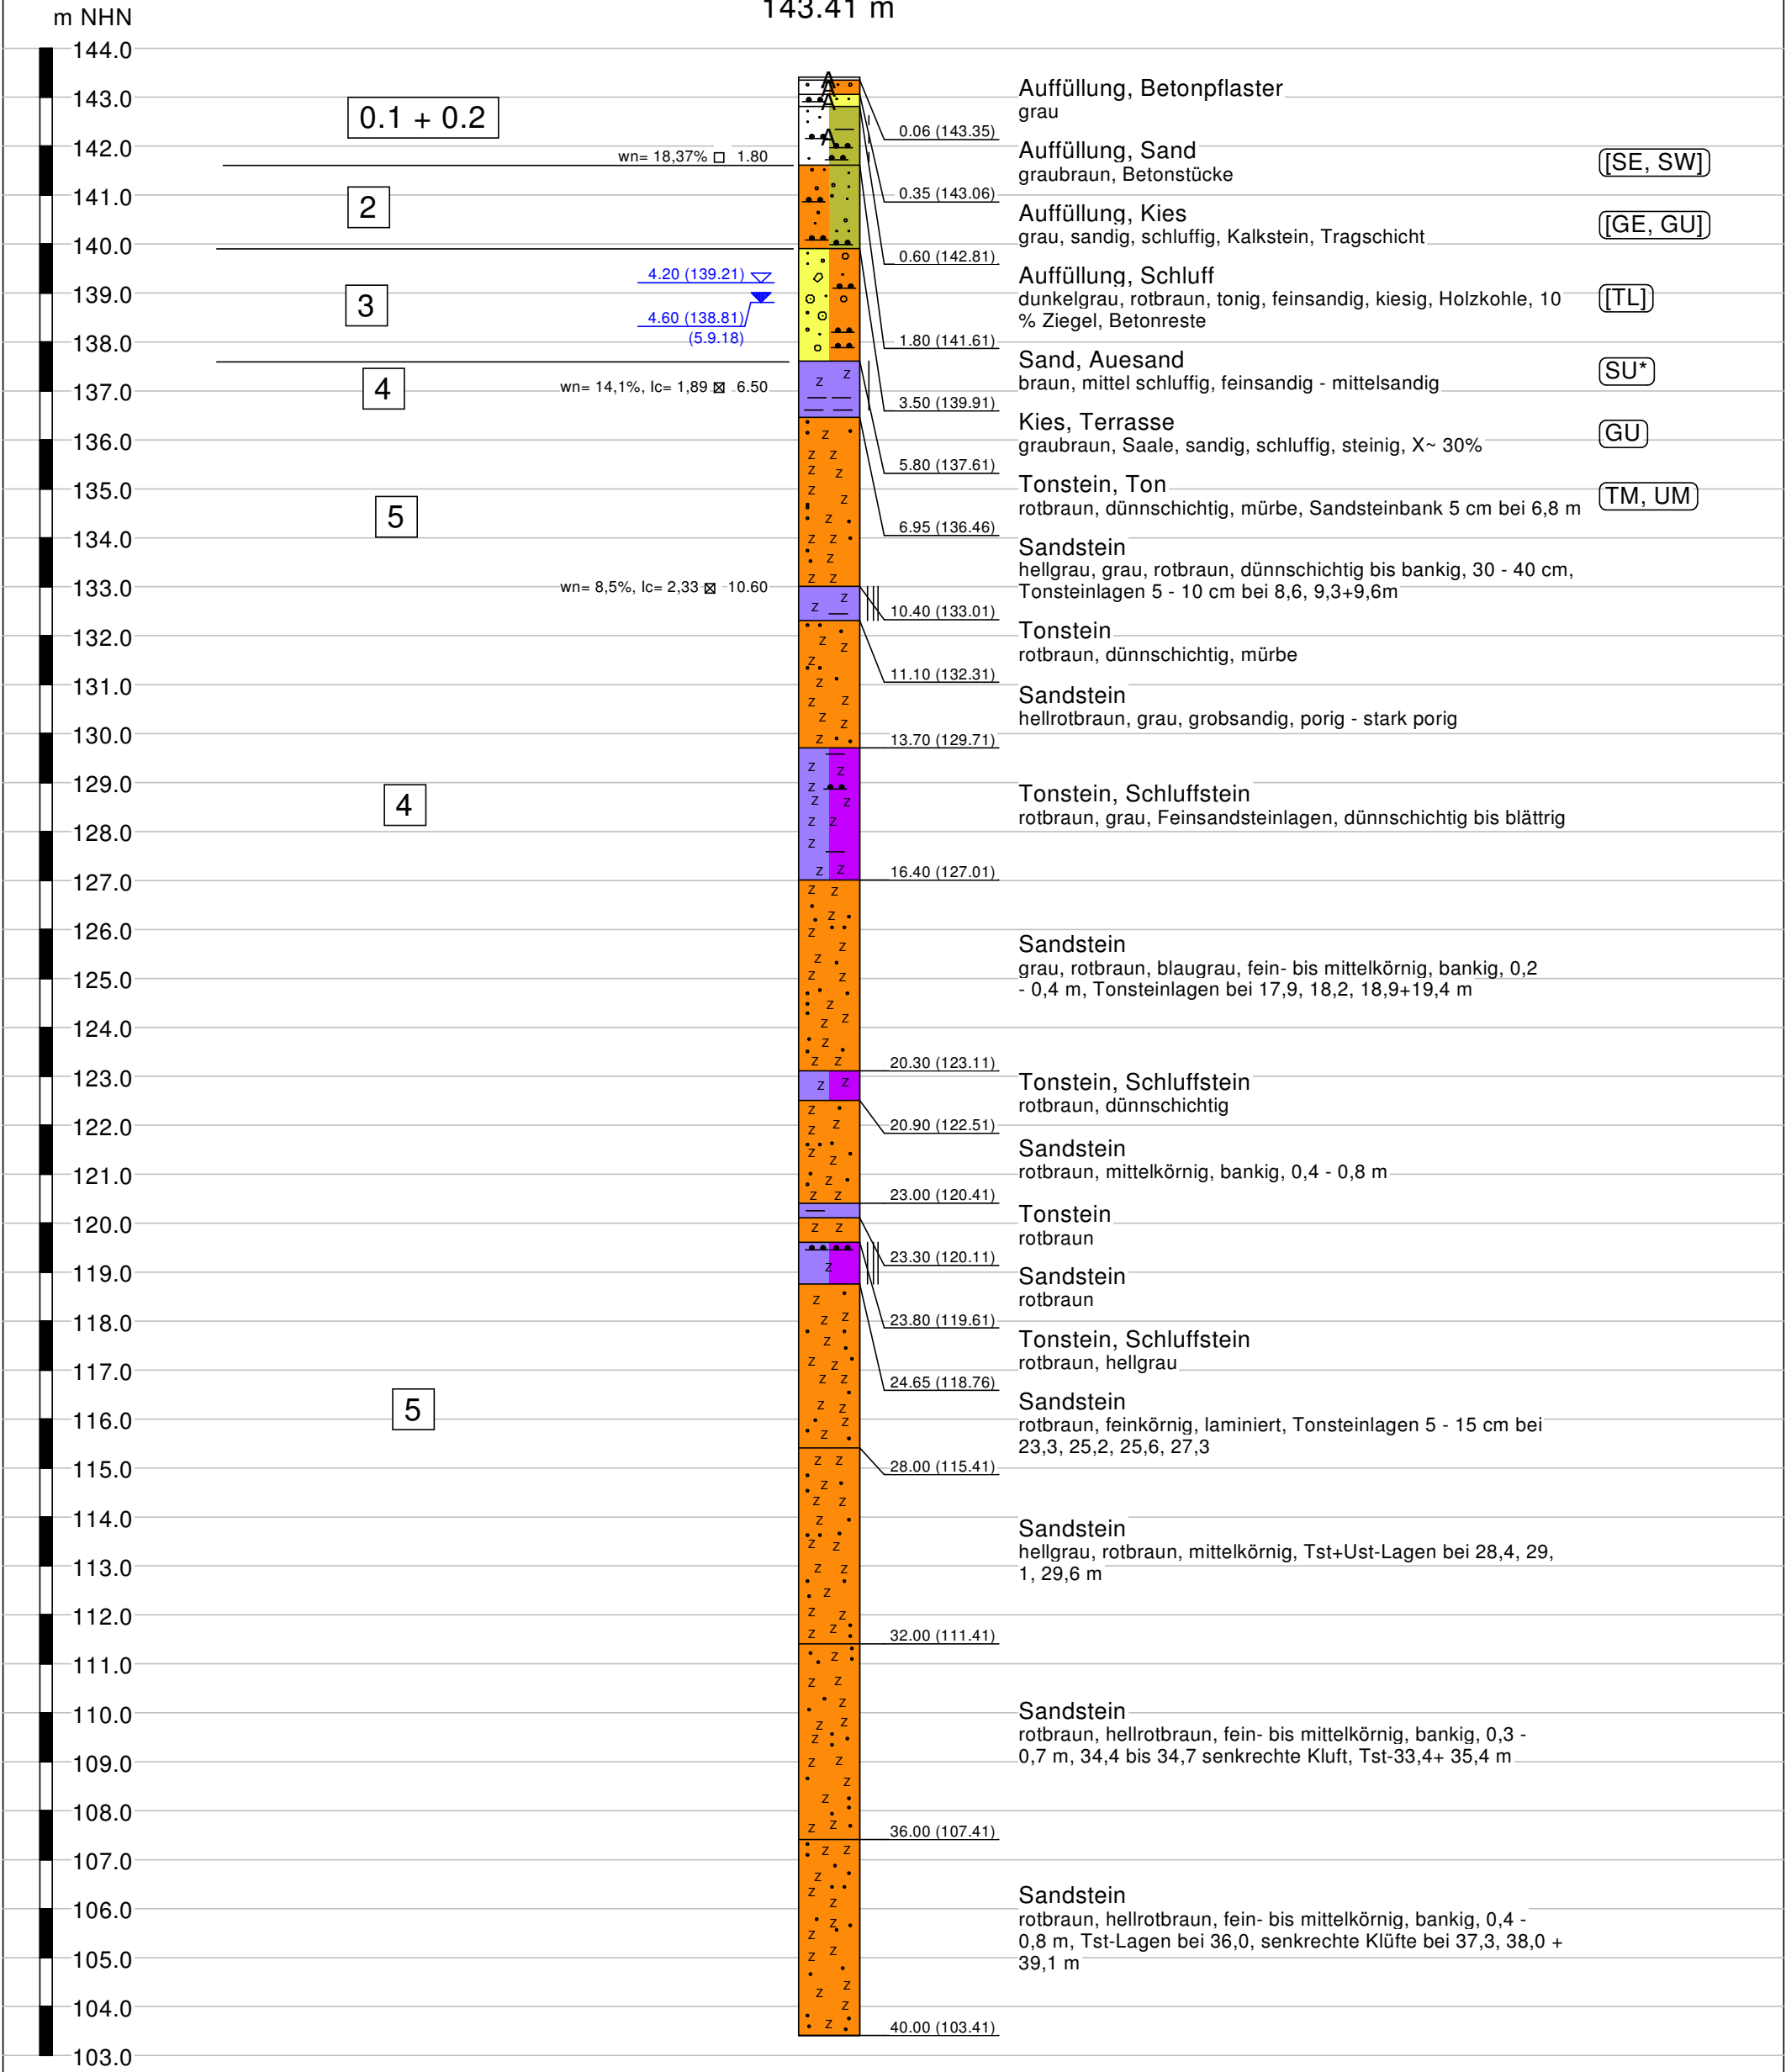 143.41 m
m NHN
144.0
143.0
142.0
141.0
140.0
139.0
138.0
137.0
136.0
135.0
134.0
133.0
132.0
131.0
130.0
129.0
128.0
127.0
126.0
125.0
124.0
123.0
122.0
121.0
120.0
119.0
118.0
117.0
116.0
115.0
114.0
113.0
112.0
111.0
110.0
109.0
108.0
107.0
106.0
105.0
104.0
103.0
0.1 + 0.2
2
3
4
5
4
5
wn= 18,37% 1.80
4.20 (139.21)
4.60 (138.81)
(5.9.18)
wn= 14,1%, Ic= 1,89 6.50
wn= 8,5%, Ic= 2,33 10.60
A
A
A
A
0.06 (143.35)
0.35 (143.06)
0.60 (142.81)
1.80 (141.61)
3.50 (139.91)
5.80 (137.61)
6.95 (136.46)
10.40 (133.01)
11.10 (132.31)
13.70 (129.71)
16.40 (127.01)
20.30 (123.11)
20.90 (122.51)
23.00 (120.41)
23.30 (120.11)
23.80 (119.61)
24.65 (118.76)
28.00 (115.41)
32.00 (111.41)
36.00 (107.41)
40.00 (103.41)
Auffüllung, Betonpflaster
grau
Auffüllung, Sand
graubraun, Betonstücke
[SE, SW]
Auffüllung, Kies
grau, sandig, schluffig, Kalkstein, Tragschicht
[GE, GU]
Auffüllung, Schluff
dunkelgrau, rotbraun, tonig, feinsandig, kiesig, Holzkohle, 10
% Ziegel, Betonreste
[TL]
Sand, Auesand
braun, mittel schluffig, feinsandig - mittelsandig
SU*
Kies, Terrasse
graubraun, Saale, sandig, schluffig, steinig, X~ 30%
GU
Tonstein, Ton
rotbraun, dünnschichtig, mürbe, Sandsteinbank 5 cm bei 6,8 m
TM, UM
Sandstein
hellgrau, grau, rotbraun, dünnschichtig bis bankig, 30 - 40 cm,
Tonsteinlagen 5 - 10 cm bei 8,6, 9,3+9,6m
Tonstein
rotbraun, dünnschichtig, mürbe
Sandstein
hellrotbraun, grau, grobsandig, porig - stark porig
Tonstein, Schluffstein
rotbraun, grau, Feinsandsteinlagen, dünnschichtig bis blättrig
Sandstein
grau, rotbraun, blaugrau, fein- bis mittelkörnig, bankig, 0,2
- 0,4 m, Tonsteinlagen bei 17,9, 18,2, 18,9+19,4 m
Tonstein, Schluffstein
rotbraun, dünnschichtig
Sandstein
rotbraun, mittelkörnig, bankig, 0,4 - 0,8 m
Tonstein
rotbraun
Sandstein
rotbraun
Tonstein, Schluffstein
rotbraun, hellgrau
Sandstein
rotbraun, feinkörnig, laminiert, Tonsteinlagen 5 - 15 cm bei
23,3, 25,2, 25,6, 27,3
Sandstein
hellgrau, rotbraun, mittelkörnig, Tst+Ust-Lagen bei 28,4, 29,
1, 29,6 m
Sandstein
rotbraun, hellrotbraun, fein- bis mittelkörnig, bankig, 0,3 -
0,7 m, 34,4 bis 34,7 senkrechte Kluft, Tst-33,4+ 35,4 m
Sandstein
rotbraun, hellrotbraun, fein- bis mittelkörnig, bankig, 0,4 -
0,8 m, Tst-Lagen bei 36,0, senkrechte Klüfte bei 37,3, 38,0 +
39,1 m